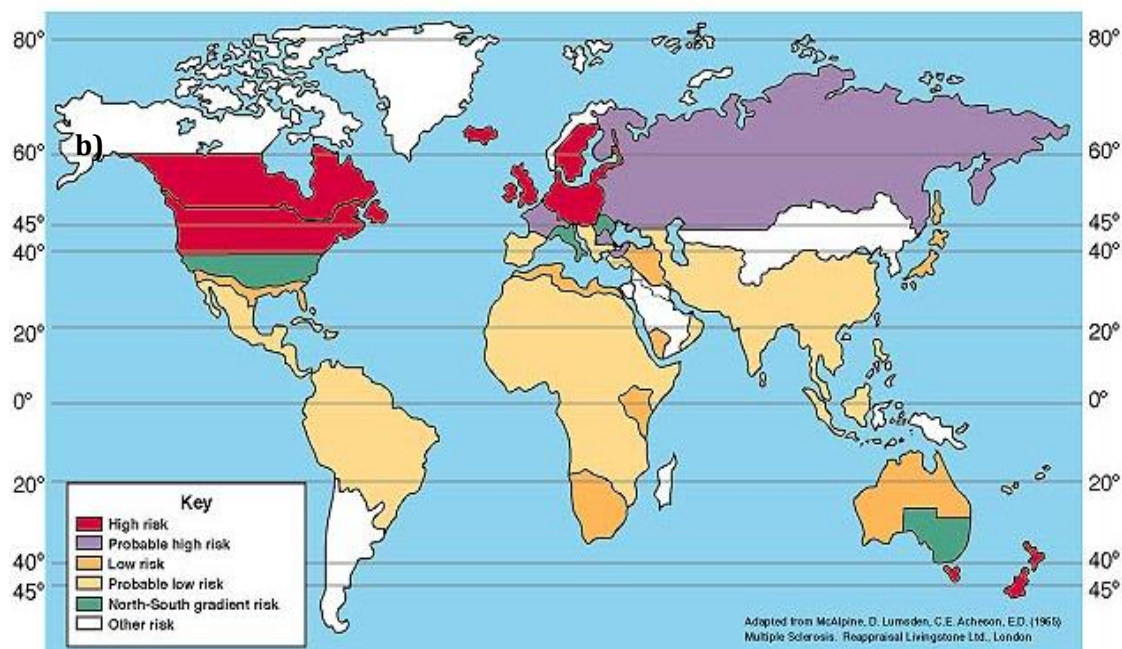 80°
80°
b)
60°
60°
45°
45°
40°
40°
20°
20°
0°
0°
20°
20°
40°
40°
45°
45°
Key
High risk
Probable high risk
Low risk
Probable low risk
North-South gradient risk
Other risk
Adapted from McAlpine, D. Lumsden, C.E. Acheson, E.D. (1965)
Multiple Sclerosis. Reappraisal Livingstone Ltd., London